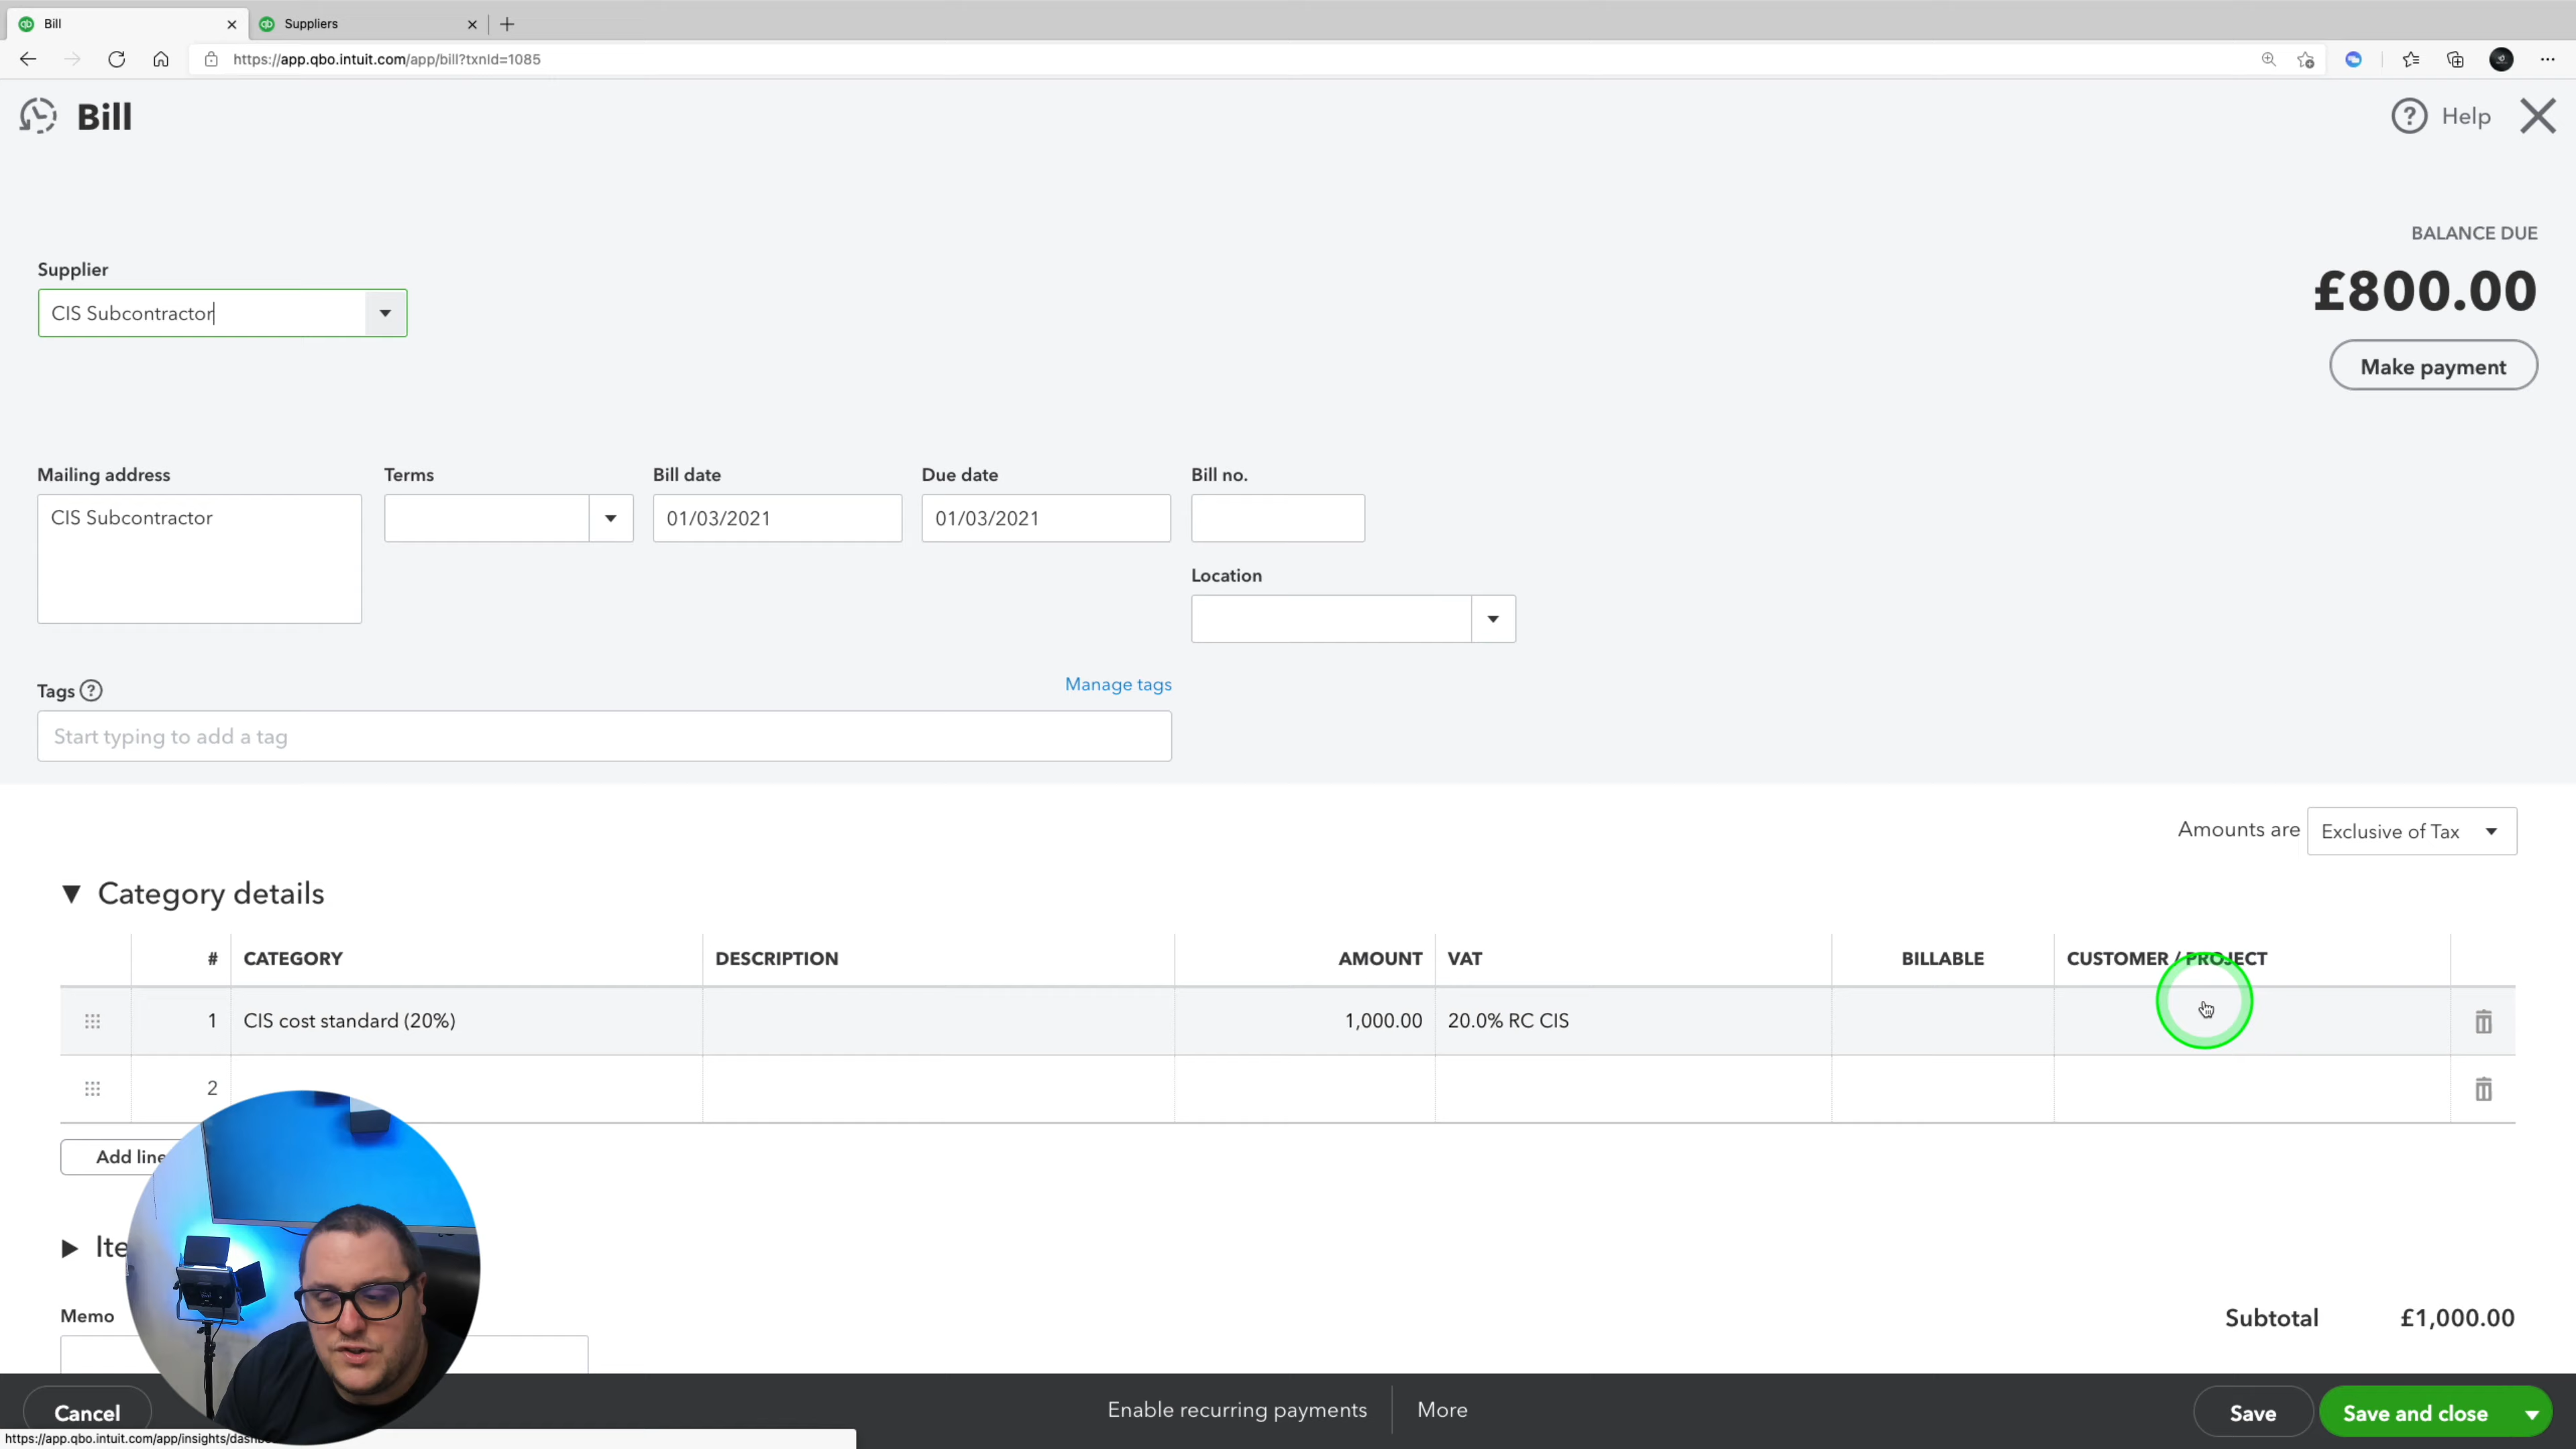 Bill
Suppliers
https://app.qbo.intuit.com/app/bill?txnId=1085
Bill
Help
BALANCE DUE
Supplier
£800.00
CIS Subcontractor
Make payment
Mailing address Terms Bill date Due date Bill no.
CIS Subcontractor 01/03/2021 01/03/2021
Location
Tags
Manage tags
Start typing to add a tag
Amounts are Exclusive of Tax
Category details
# CATEGORY DESCRIPTION AMOUNT VAT BILLABLE CUSTOMER / PROJECT
1 CIS cost standard (20%) 1,000.00 20.0% RC CIS
2
Add line
Memo
Subtotal £1,000.00
Cancel
Enable recurring payments
More
Save
Save and close